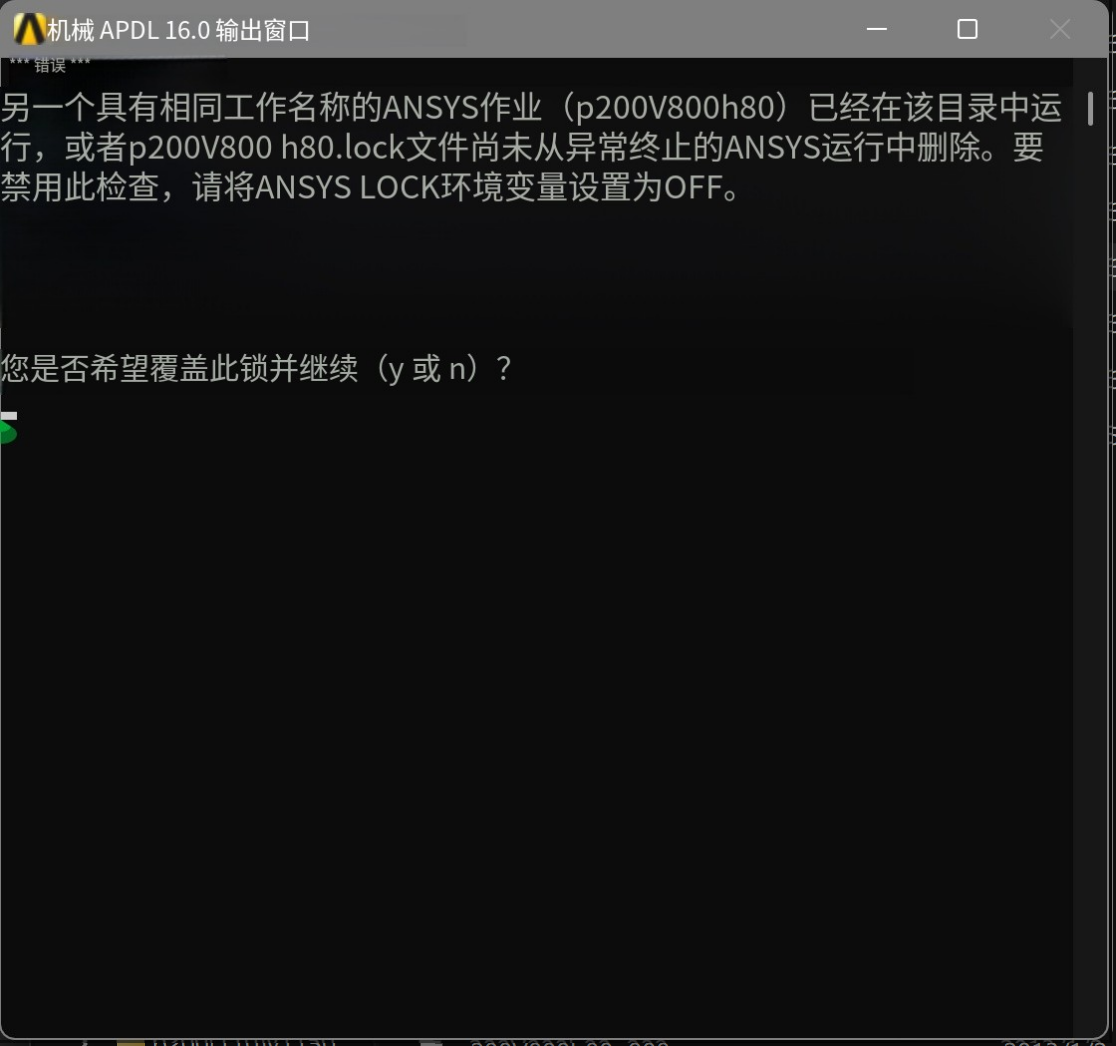 机械 APDL 16.0 输出窗口
*** 错误 ***
另一个具有相同工作名称的ANSYS作业（p200V800h80）已经在该目录中运
行，或者p200V800 h80.lock文件尚未从异常终止的ANSYS运行中删除。要
禁用此检查，请将ANSYS LOCK环境变量设置为OFF。
您是否希望覆盖此锁并继续（y 或 n）？